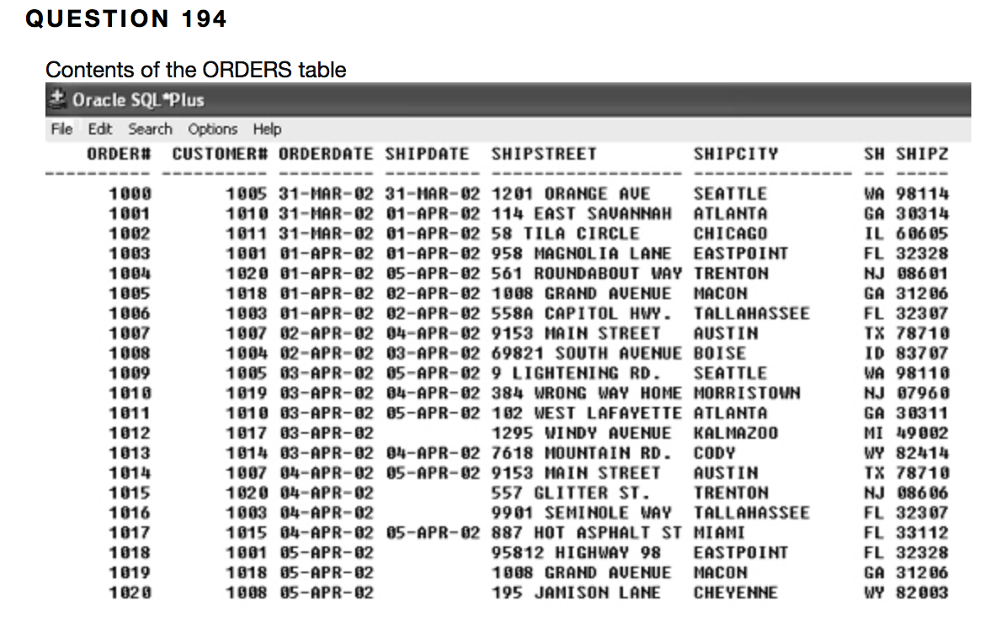 QUESTION 194
Contents of the ORDERS table
Oracle SQL*Plus
File Edit Search Options Help
ORDER# CUSTOMER# ORDERDATE SHIPDATE SHIPSTREET SHIPCITY SH SHIPZ
---------- ---------- --------- --------- ------------------ --------------- -- -----
1000 1005 31-MAR-02 31-MAR-02 1201 ORANGE AVE SEATTLE WA 98114
1001 1010 31-MAR-02 01-APR-02 114 EAST SAVANNAH ATLANTA GA 30314
1002 1011 31-MAR-02 01-APR-02 58 TILA CIRCLE CHICAGO IL 60605
1003 1001 01-APR-02 01-APR-02 958 MAGNOLIA LANE EASTPOINT FL 32328
1004 1020 01-APR-02 05-APR-02 561 ROUNDABOUT WAY TRENTON NJ 08601
1005 1018 01-APR-02 02-APR-02 1008 GRAND AVENUE MACON GA 31206
1006 1003 01-APR-02 02-APR-02 558A CAPITOL HWY. TALLAHASSEE FL 32307
1007 1007 02-APR-02 04-APR-02 9153 MAIN STREET AUSTIN TX 78710
1008 1004 02-APR-02 03-APR-02 69821 SOUTH AVENUE BOISE ID 83707
1009 1005 03-APR-02 05-APR-02 9 LIGHTENING RD. SEATTLE WA 98110
1010 1019 03-APR-02 04-APR-02 384 WRONG WAY HOME MORRISTOWN NJ 07960
1011 1010 03-APR-02 05-APR-02 102 WEST LAFAYETTE ATLANTA GA 30311
1012 1017 03-APR-02 1295 WINDY AVENUE KALMAZOO MI 49002
1013 1014 03-APR-02 04-APR-02 7618 MOUNTAIN RD. CODY WY 82414
1014 1007 04-APR-02 05-APR-02 9153 MAIN STREET AUSTIN TX 78710
1015 1020 04-APR-02 557 GLITTER ST. TRENTON NJ 08606
1016 1003 04-APR-02 9901 SEMINOLE WAY TALLAHASSEE FL 32307
1017 1015 04-APR-02 05-APR-02 887 HOT ASPHALT ST MIAMI FL 33112
1018 1001 05-APR-02 95812 HIGHWAY 98 EASTPOINT FL 32328
1019 1018 05-APR-02 1008 GRAND AVENUE MACON GA 31206
1020 1008 05-APR-02 195 JAMISON LANE CHEYENNE WY 82003